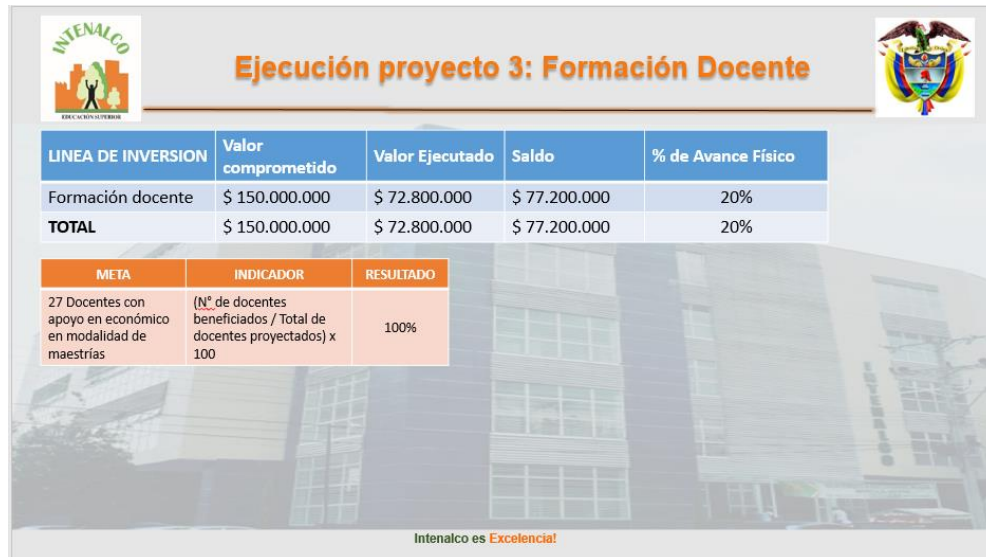 INTENALCO
EDUCACIÓN SUPERIOR
Ejecución proyecto 3: Formación Docente
LINEA DE INVERSION Valor comprometido Valor Ejecutado Saldo % de Avance Físico
Formación docente $ 150.000.000 $ 72.800.000 $ 77.200.000 20%
TOTAL $ 150.000.000 $ 72.800.000 $ 77.200.000 20%
META INDICADOR RESULTADO
27 Docentes con
apoyo en económico
en modalidad de
maestrías
(N° de docentes
beneficiados / Total de
docentes proyectados) x
100
100%
INTENALCO
Intenalco es Excelencia!